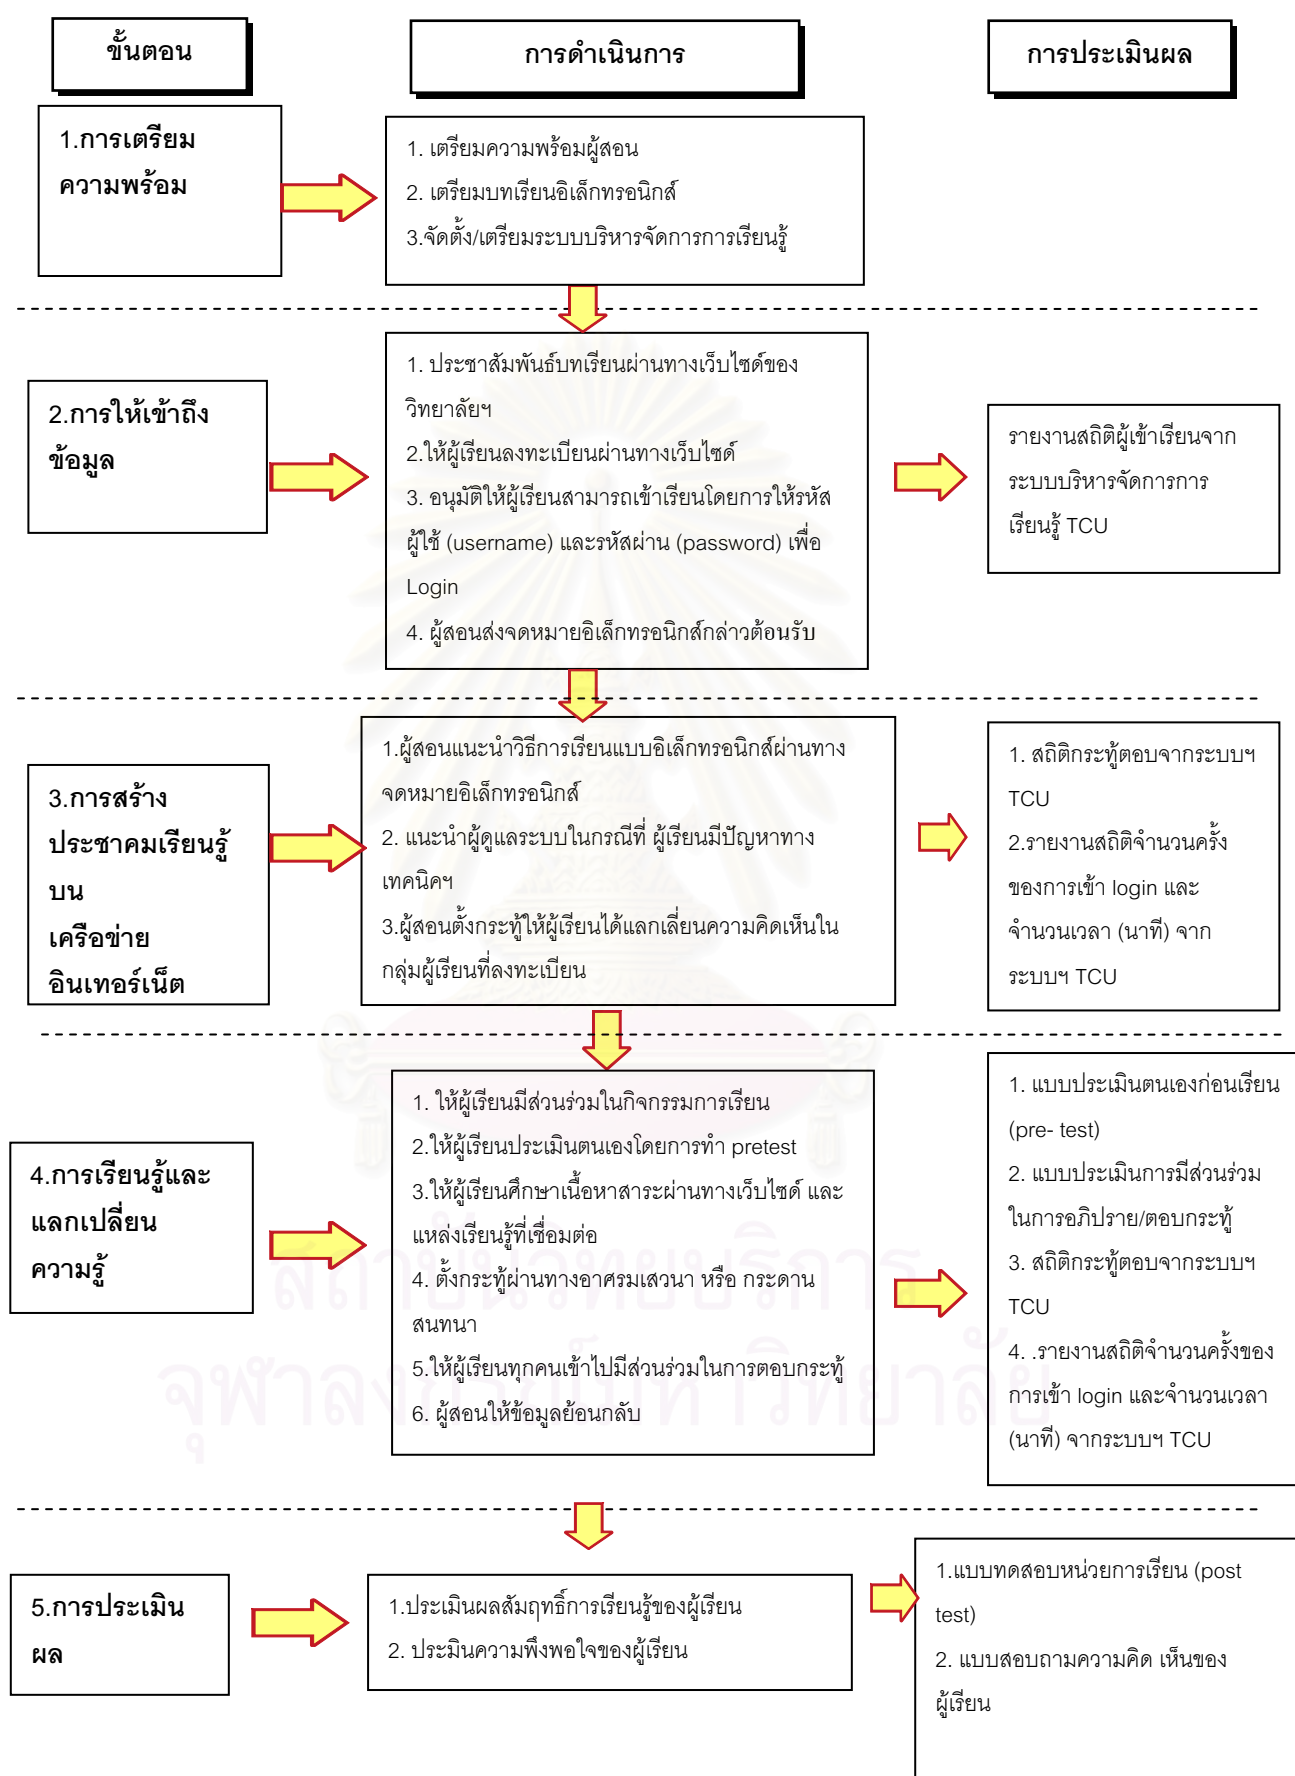 ขั้นตอน
การดำเนินการ
การประเมินผล
1.การเตรียม
ความพร้อม
1. เตรียมความพร้อมผู้สอน
2. เตรียมบทเรียนอิเล็กทรอนิกส์
3.จัดตั้ง/เตรียมระบบบริหารจัดการการเรียนรู้
2.การให้เข้าถึง
ข้อมูล
1. ประชาสัมพันธ์บทเรียนผ่านทางเว็บไซด์ของ
วิทยาลัยฯ
2.ให้ผู้เรียนลงทะเบียนผ่านทางเว็บไซด์
3. อนุมัติให้ผู้เรียนสามารถเข้าเรียนโดยการให้รหัส
ผู้ใช้ (username) และรหัสผ่าน (password) เพื่อ
Login
4. ผู้สอนส่งจดหมายอิเล็กทรอนิกส์กล่าวต้อนรับ
รายงานสถิติผู้เข้าเรียนจาก
ระบบบริหารจัดการการ
เรียนรู้ TCU
3.การสร้าง
ประชาคมเรียนรู้
บน
เครือข่าย
อินเทอร์เน็ต
1.ผู้สอนแนะนำวิธีการเรียนแบบอิเล็กทรอนิกส์ผ่านทาง
จดหมายอิเล็กทรอนิกส์
2. แนะนำผู้ดูแลระบบในกรณีที่ ผู้เรียนมีปัญหาทาง
เทคนิคฯ
3.ผู้สอนตั้งกระทู้ให้ผู้เรียนได้แลกเลี่ยนความคิดเห็นใน
กลุ่มผู้เรียนที่ลงทะเบียน
1. สถิติกระทู้ตอบจากระบบฯ
TCU
2.รายงานสถิติจำนวนครั้ง
ของการเข้า login และ
จำนวนเวลา (นาที) จาก
ระบบฯ TCU
4.การเรียนรู้และ
แลกเปลี่ยน
ความรู้
1. ให้ผู้เรียนมีส่วนร่วมในกิจกรรมการเรียน
2.ให้ผู้เรียนประเมินตนเองโดยการทำ pretest
3.ให้ผู้เรียนศึกษาเนื้อหาสาระผ่านทางเว็บไซด์ และ
แหล่งเรียนรู้ที่เชื่อมต่อ
4. ตั้งกระทู้ผ่านทางอาศรมเสวนา หรือ กระดาน
สนทนา
5.ให้ผู้เรียนทุกคนเข้าไปมีส่วนร่วมในการตอบกระทู้
6. ผู้สอนให้ข้อมูลย้อนกลับ
1. แบบประเมินตนเองก่อนเรียน
(pre- test)
2. แบบประเมินการมีส่วนร่วม
ในการอภิปราย/ตอบกระทู้
3. สถิติกระทู้ตอบจากระบบฯ
TCU
4. .รายงานสถิติจำนวนครั้งของ
การเข้า login และจำนวนเวลา
(นาที) จากระบบฯ TCU
สถาบันวิทยบริการ
จุฬาลงกรณ์มหาวิทยาลัย
5.การประเมิน
ผล
1.ประเมินผลสัมฤทธิ์การเรียนรู้ของผู้เรียน
2. ประมินความพึงพอใจของผู้เรียน
1.แบบทดสอบหน่วยการเรียน (post
test)
2. แบบสอบถามความคิด เห็นของ
ผู้เรียน